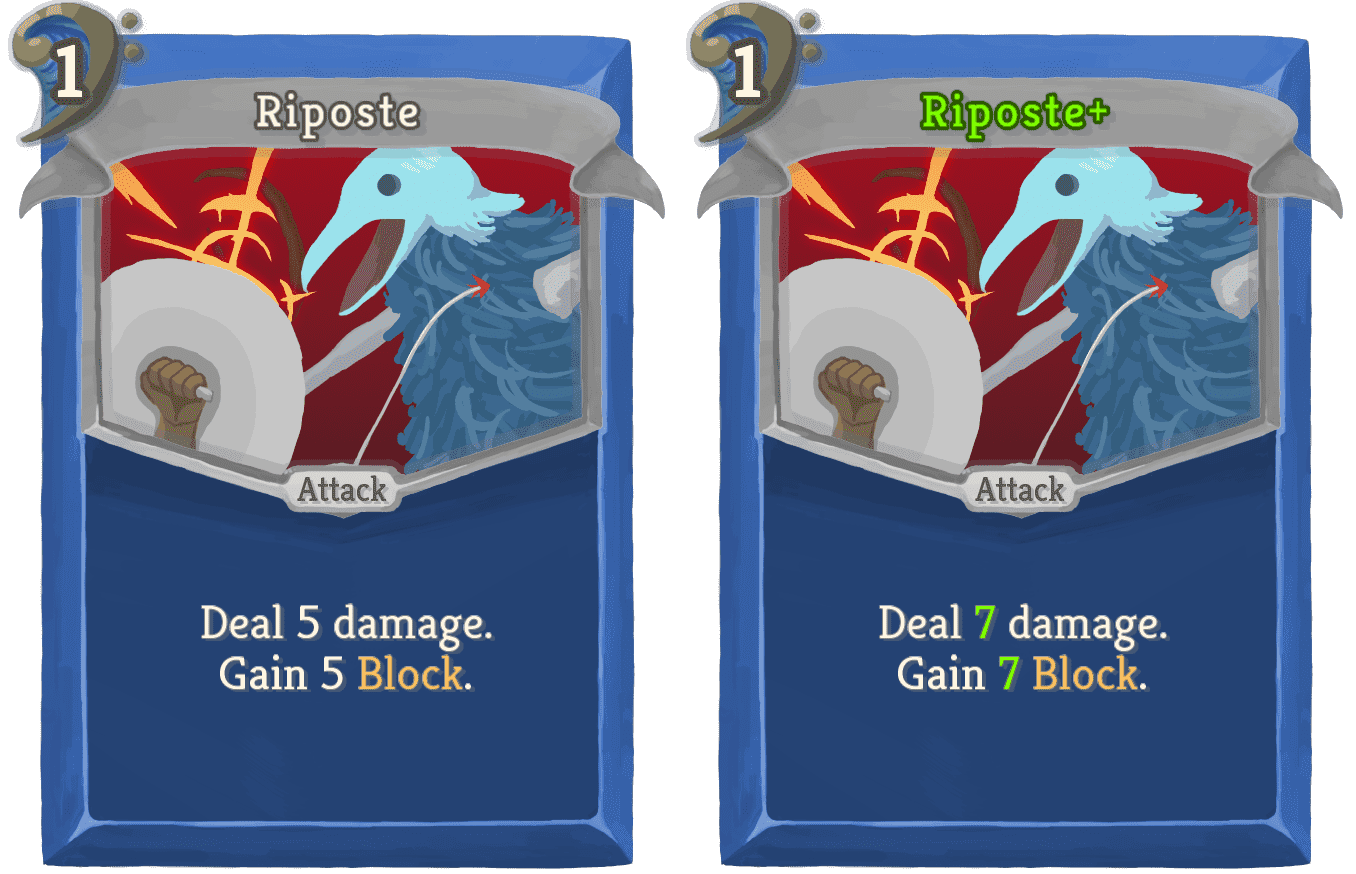 1
Riposte
Attack
Deal 5 damage.
Gain 5 Block.
1
Riposte+
Attack
Deal 7 damage.
Gain 7 Block.